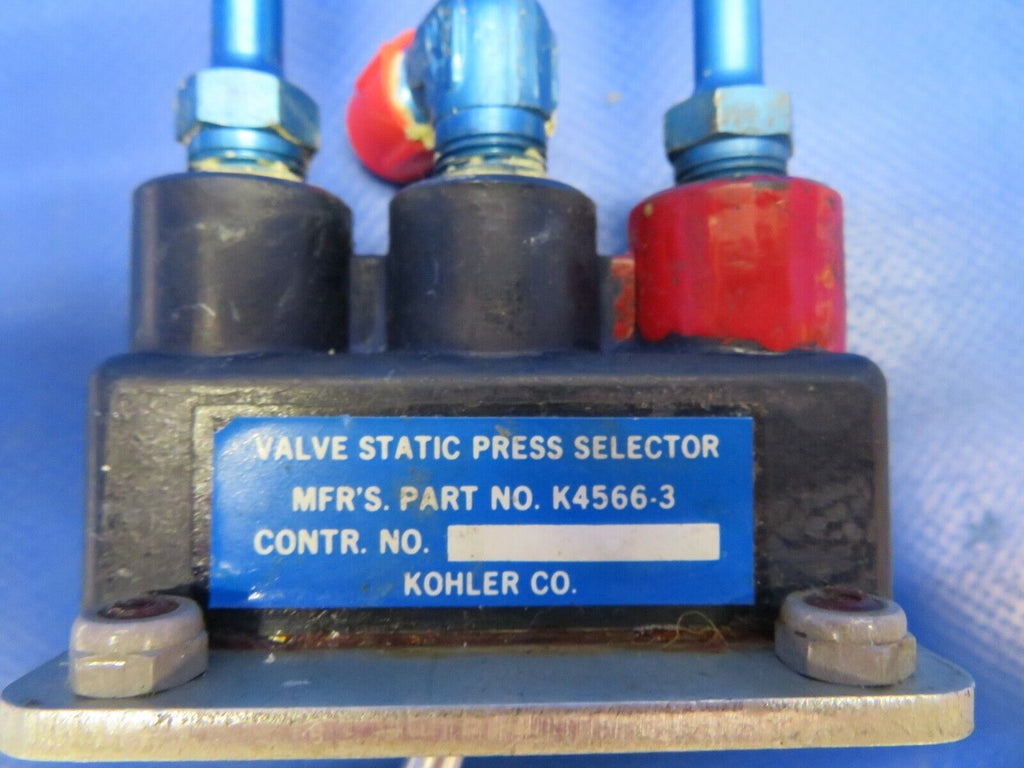 VALVE STATIC PRESS SELECTOR
MFR'S. PART NO. K4566-3
CONTR. NO.
KOHLER CO.